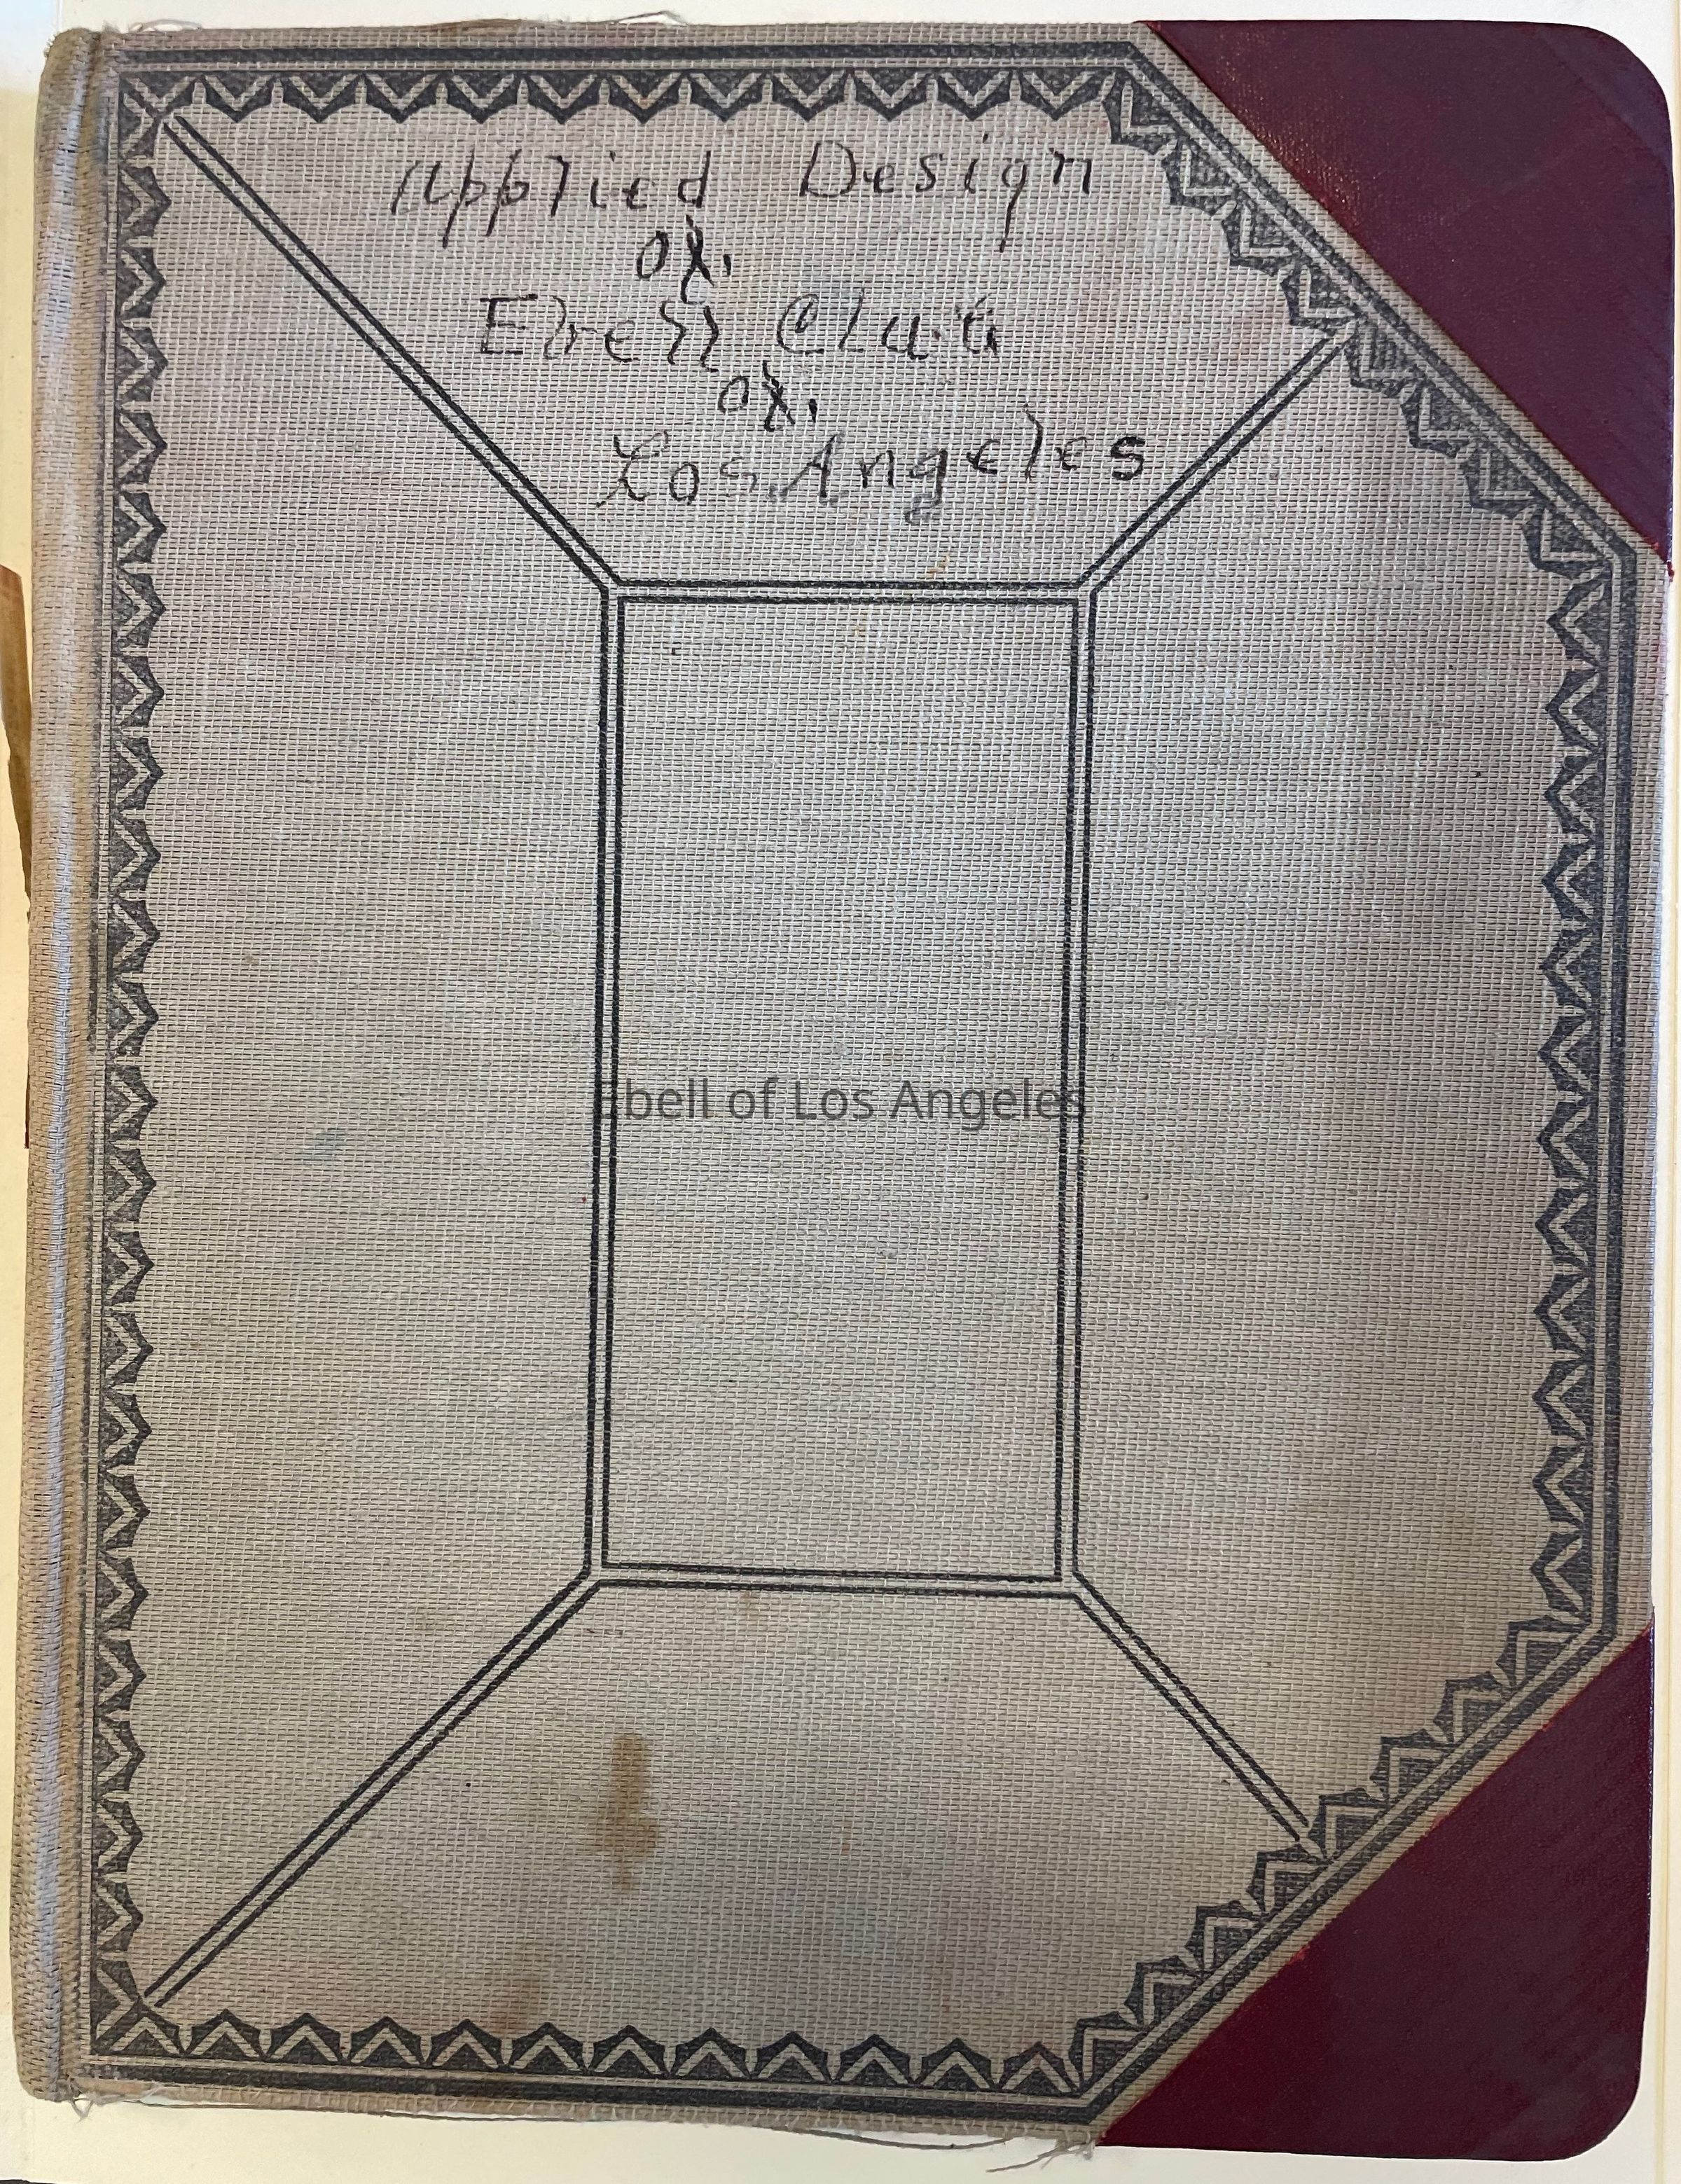 Applied Design
of.
Ebell Club
of.
Los Angeles
Ebell of Los Angeles